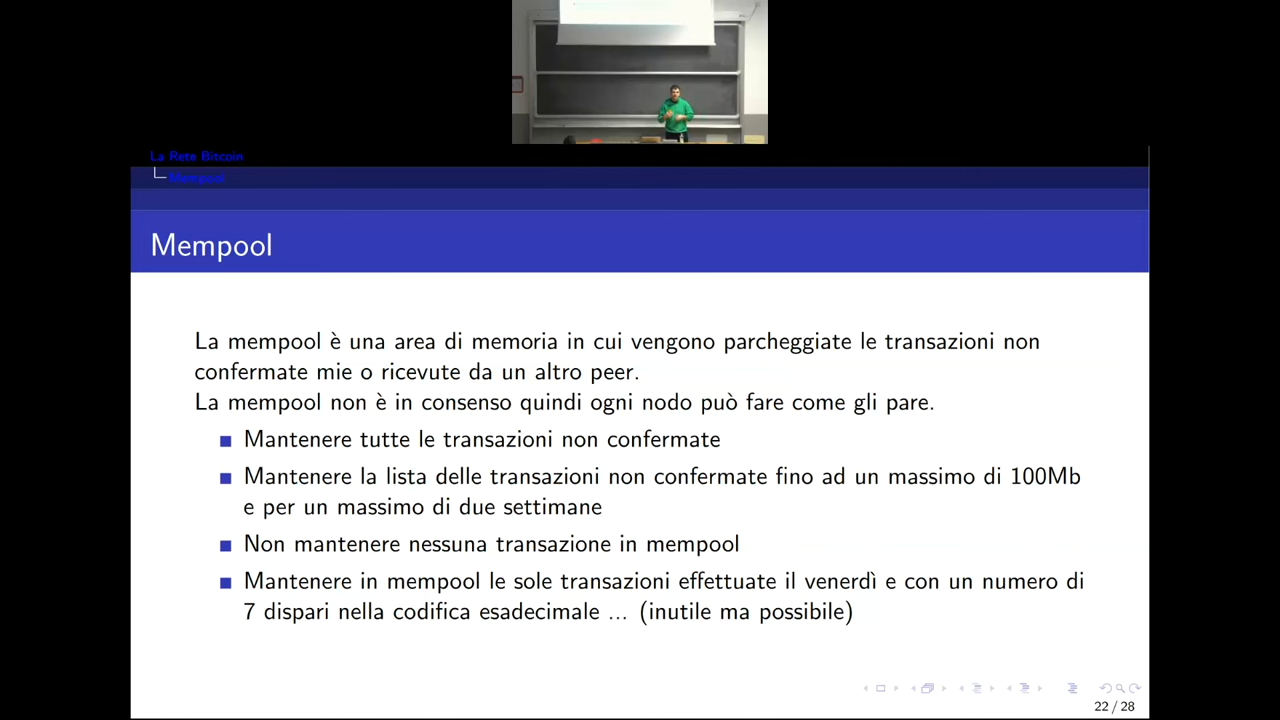 La Rete Bitcoin
Mempool
Mempool
La mempool è una area di memoria in cui vengono parcheggiate le transazioni non
confermate mie o ricevute da un altro peer.
La mempool non è in consenso quindi ogni nodo può fare come gli pare.
Mantenere tutte le transazioni non confermate
Mantenere la lista delle transazioni non confermate fino ad un massimo di 100Mb
e per un massimo di due settimane
Non mantenere nessuna transazione in mempool
Mantenere in mempool le sole transazioni effettuate il venerdì e con un numero di
7 dispari nella codifica esadecimale ... (inutile ma possibile)
22 / 28